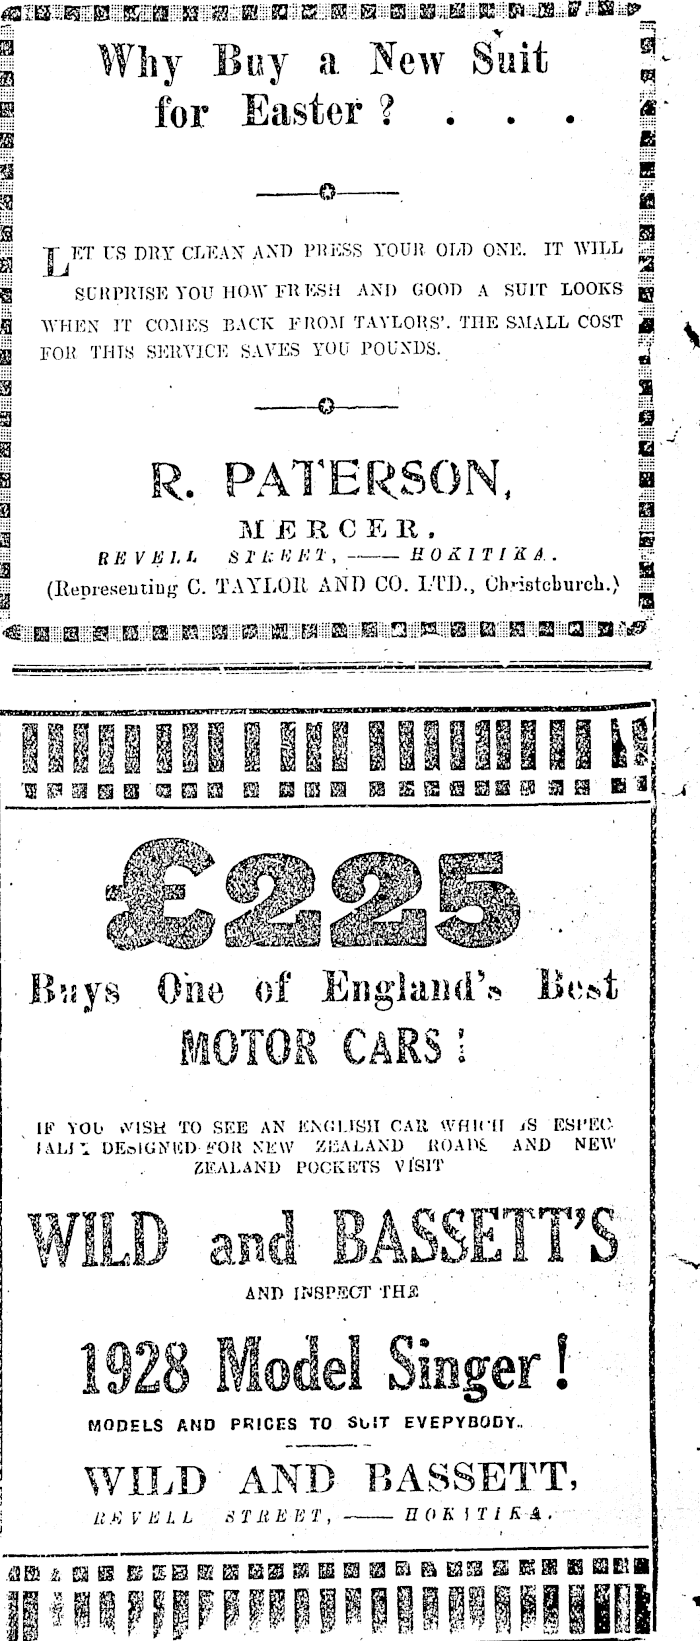 Why Buy a New Suit
for Easter ? . . .
LET US DRY CLEAN AND PRESS YOUR OLD ONE. IT WILL
SURPRISE YOU HOW FRESH AND GOOD A SUIT LOOKS
WHEN IT COMES BACK FROM TAYLORS'. THE SMALL COST
FOR THIS SERVICE SAVES YOU POUNDS.
R. PATERSON,
MERCER,
REVELL STREET, —— HOKITIKA.
(Representing C. TAYLOR AND CO. LTD., Christchurch.)
£225
Buys One of England's Best
MOTOR CARS !
IF YOU WISH TO SEE AN ENGLISH CAR WHICH IS ESPEC-
IALLY DESIGNED FOR NEW ZEALAND ROADS AND NEW
ZEALAND POCKETS VISIT
WILD and BASSETT'S
AND INSPECT THE
1928 Model Singer !
MODELS AND PRICES TO SUIT EVERYBODY.
WILD AND BASSETT,
REVELL STREET, —— HOKITIKA.